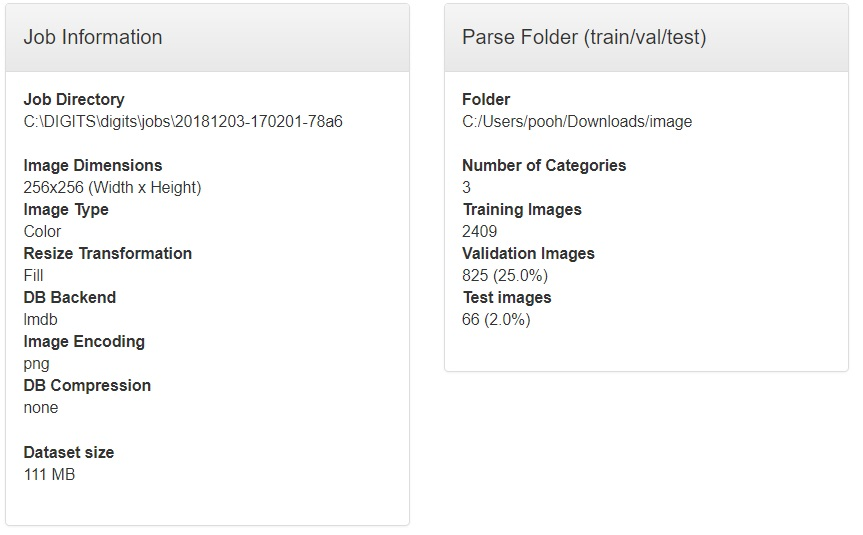 Job Information
Job Directory
C:\DIGITS\digits\jobs\20181203-170201-78a6
Image Dimensions
256x256 (Width x Height)
Image Type
Color
Resize Transformation
Fill
DB Backend
lmdb
Image Encoding
png
DB Compression
none
Dataset size
111 MB
Parse Folder (train/val/test)
Folder
C:/Users/pooh/Downloads/image
Number of Categories
3
Training Images
2409
Validation Images
825 (25.0%)
Test images
66 (2.0%)